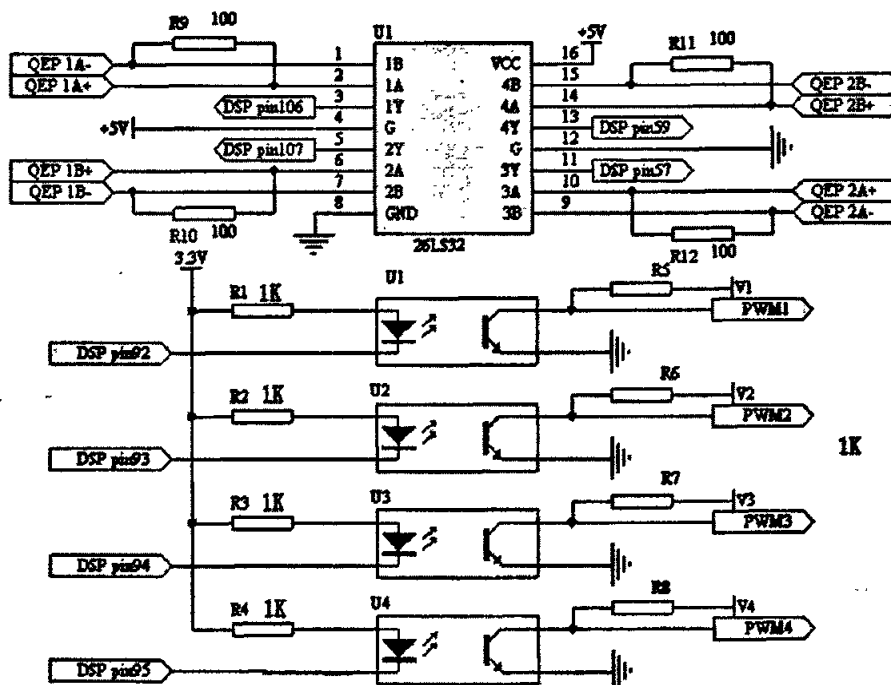 R9 100
QEP 1A-
QEP 1A+
DSP pin106
+5V
DSP pin107
QEP 1B+
QEP 1B-
R10 100
U1
1 1B
2 1A
3 1Y
4 G
5 2Y
6 2A
7 2B
8 GND
VCC 16
4B 15
4A 14
4Y 13
G 12
3Y 11
3A 10
3B 9
26LS32
+5V
R11 100
QEP 2B-
QEP 2B+
DSP pin59
DSP pin57
QEP 2A+
QEP 2A-
R12 100
3.3V
R1 1K
U1
R5
V1
PWM1
DSP pin92
R2 1K
U2
R6
V2
PWM2
DSP pin93
1K
R3 1K
U3
R7
V3
PWM3
DSP pin94
R4 1K
U4
R8
V4
PWM4
DSP pin95